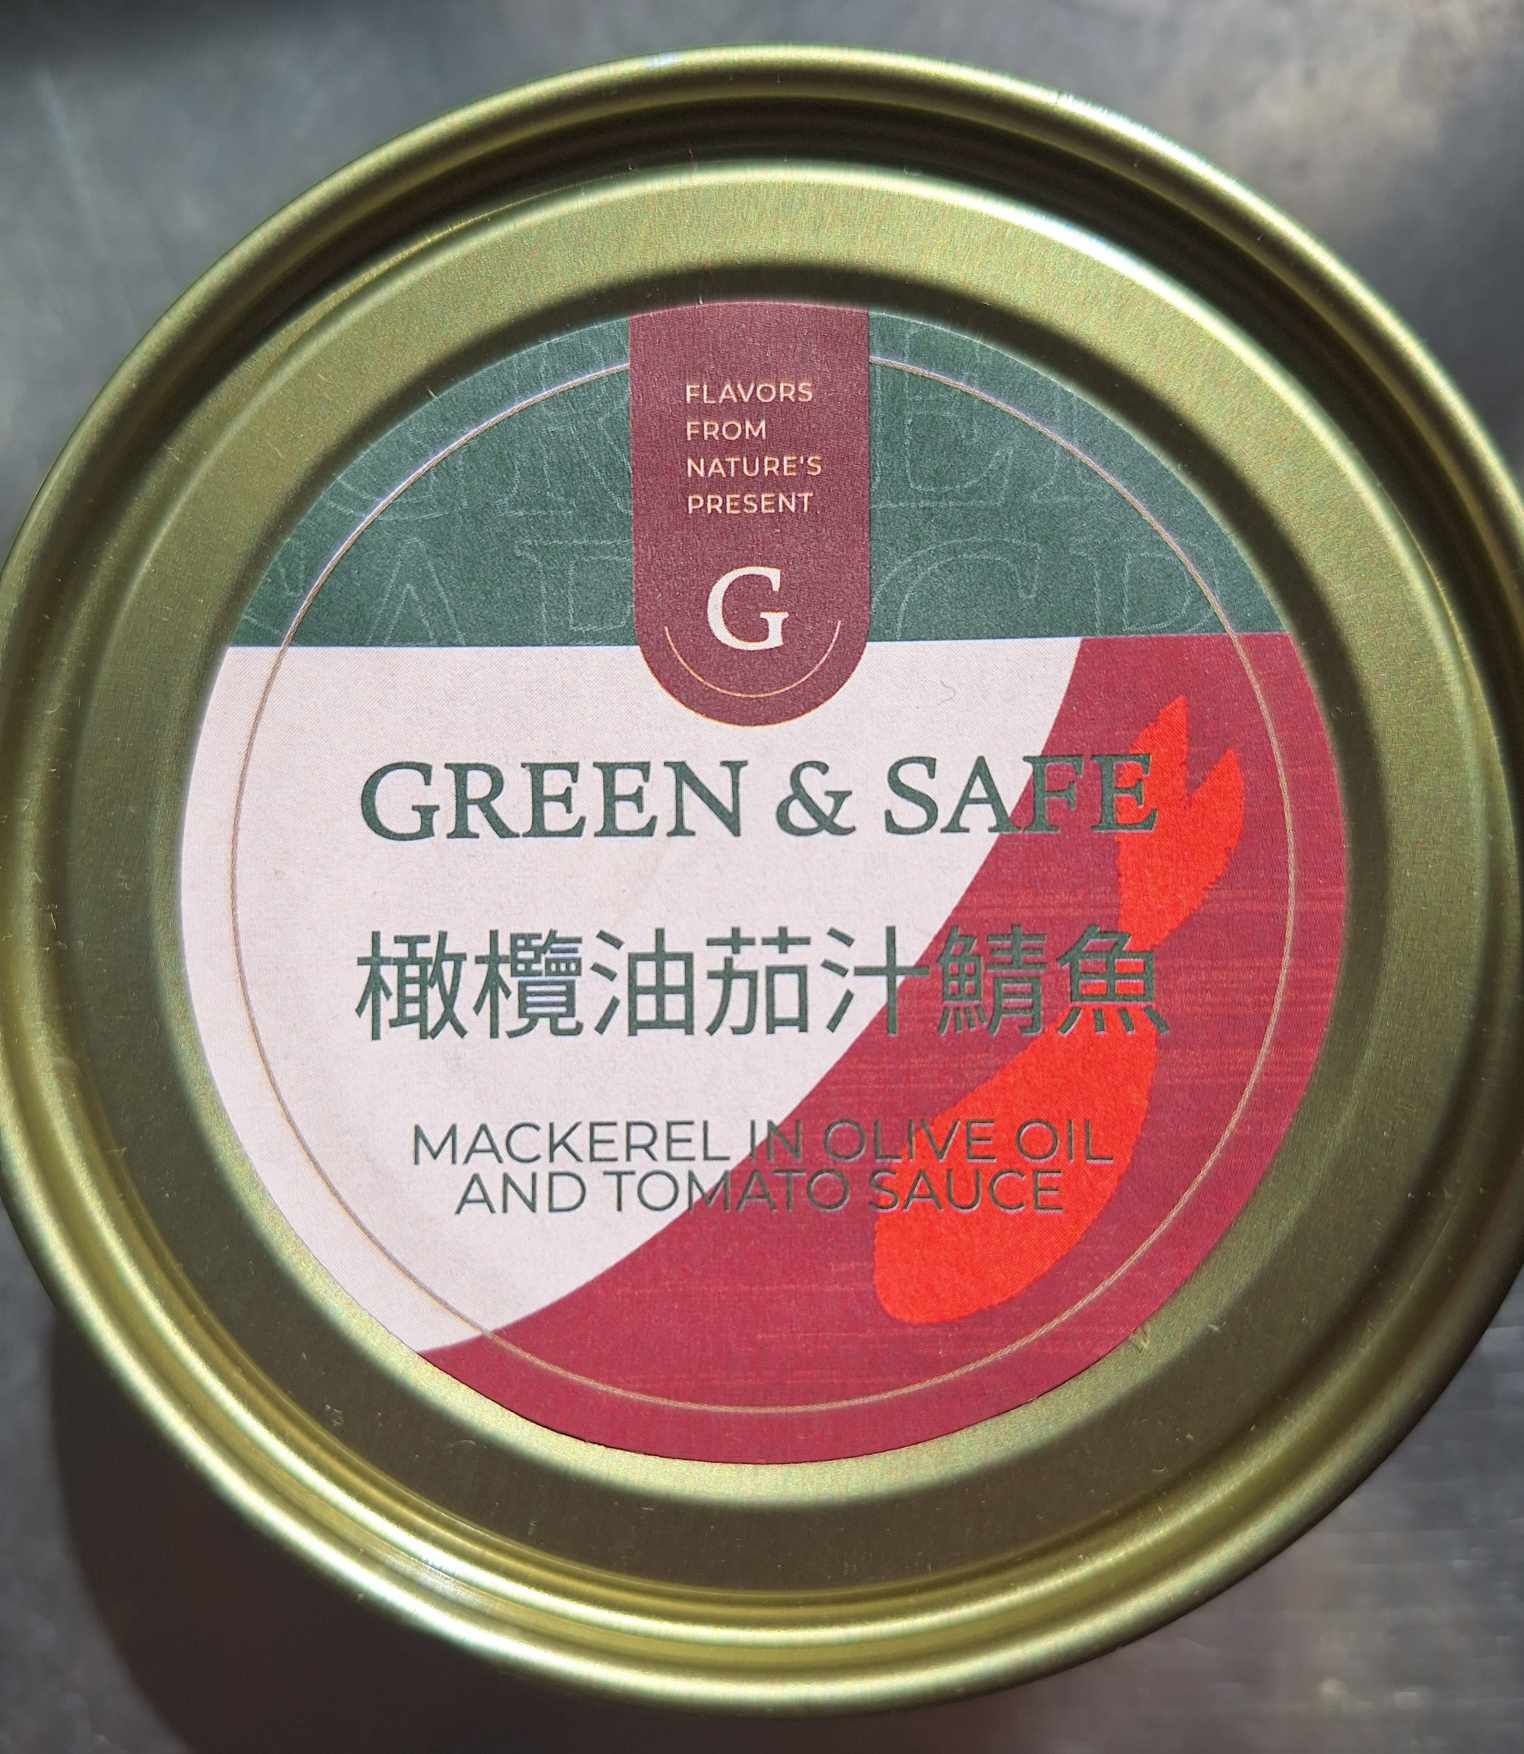 FLAVORS
FROM
NATURE'S
PRESENT
G
GREEN & SAFE
橄欖油茄汁鯖魚
MACKEREL IN OLIVE OIL
AND TOMATO SAUCE